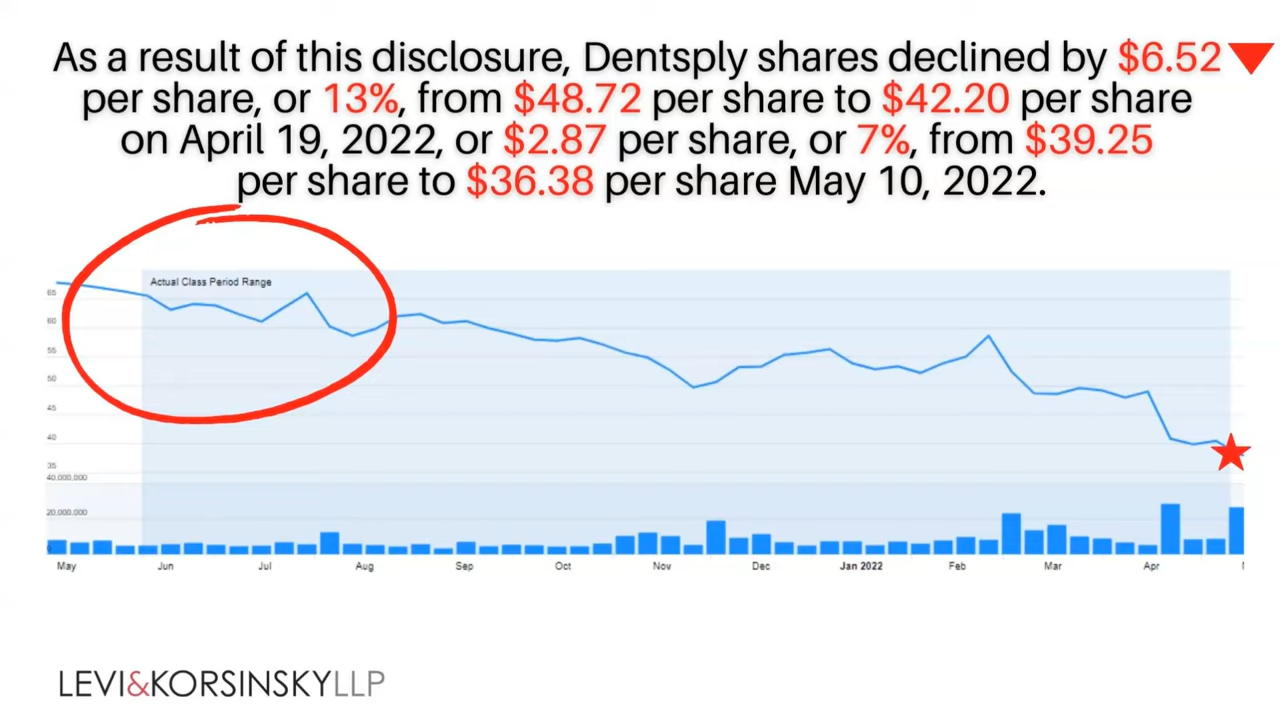 As a result of this disclosure, Dentsply shares declined by $6.52
per share, or 13%, from $48.72 per share to $42.20 per share
on April 19, 2022, or $2.87 per share, or 7%, from $39.25
per share to $36.38 per share May 10, 2022.
Actual Class Period Range
65
60
55
50
45
40
35
40,000,000
20,000,000
0
May Jun Jul Aug Sep Oct Nov Dec Jan 2022 Feb Mar Apr
LEVI&KORSINSKYLLP